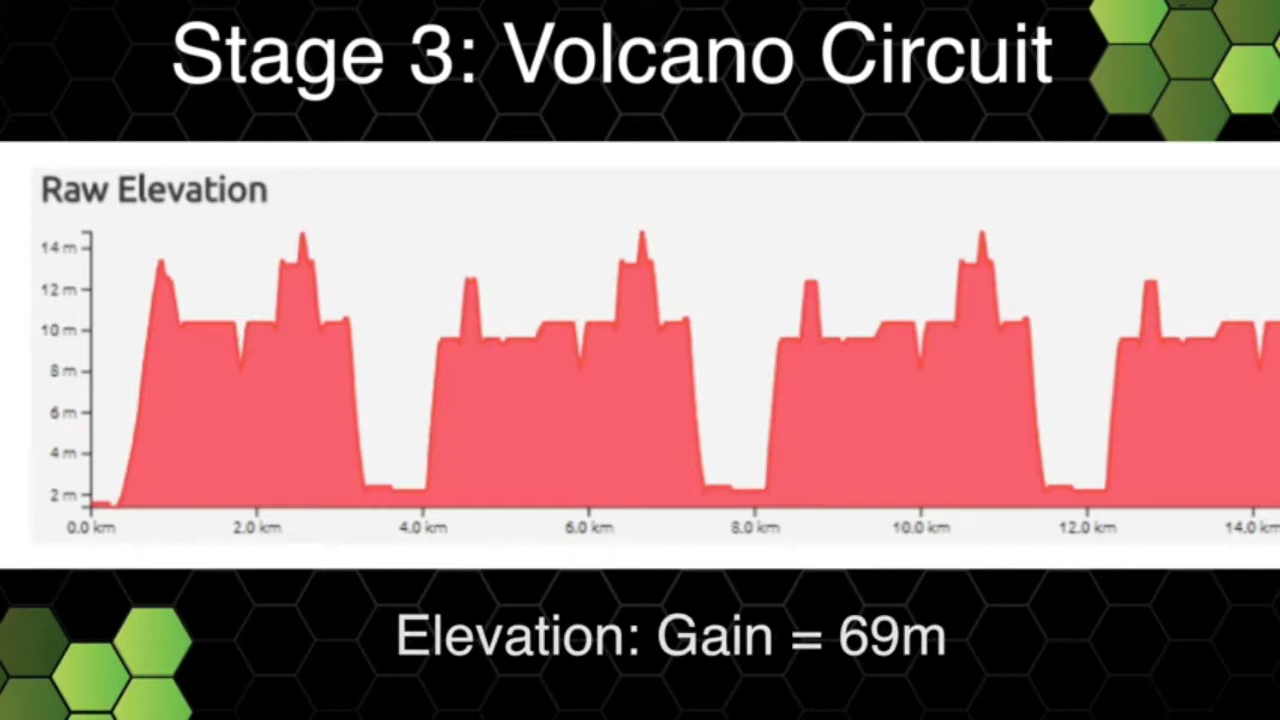 Stage 3: Volcano Circuit
Raw Elevation
14 m
12 m
10 m
8 m
6 m
4 m
2 m
0.0 km 2.0 km 4.0 km 6.0 km 8.0 km 10.0 km 12.0 km 14.0 km
Elevation: Gain = 69m